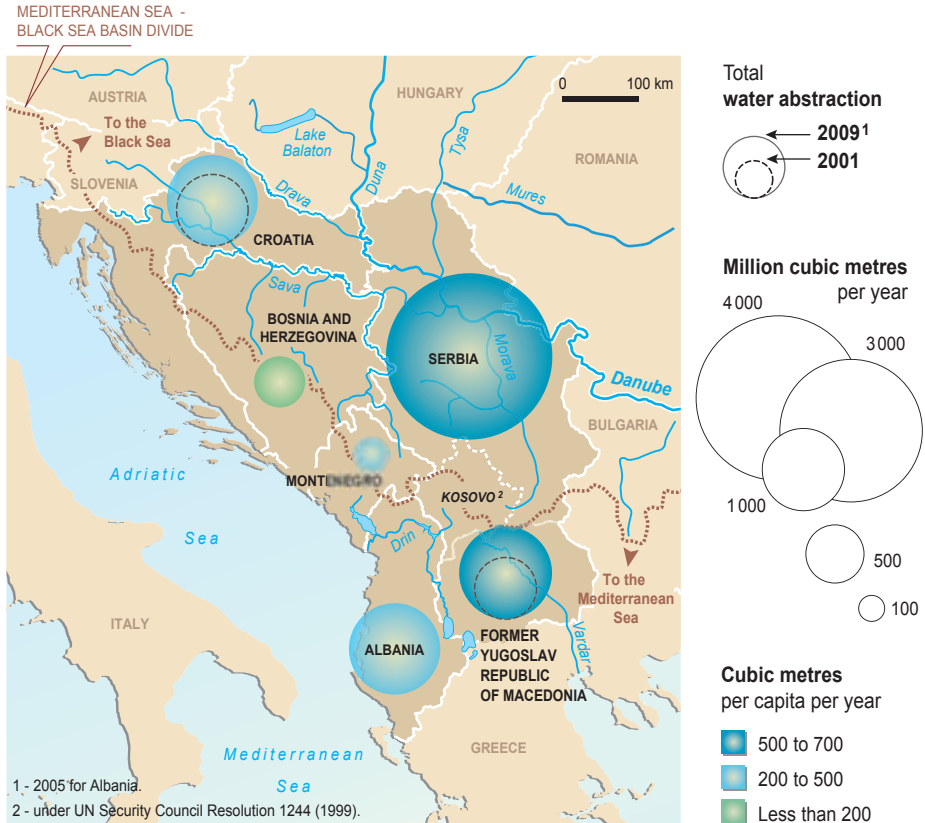 MEDITERRANEAN SEA -
BLACK SEA BASIN DIVIDE
AUSTRIA
To the
Black Sea
SLOVENIA
HUNGARY
0 100 km
Lake
Balaton
Duna
Tysa
ROMANIA
Mures
Drava
CROATIA
Sava
BOSNIA AND
HERZEGOVINA
SERBIA
Morava
Danube
BULGARIA
Adriatic
Sea
KOSOVO 2
Drin
To the
Mediterranean
Sea
ITALY
ALBANIA
FORMER
YUGOSLAV
REPUBLIC
OF MACEDONIA
Vardar
GREECE
Mediterranean
Sea
1 - 2005 for Albania.
2 - under UN Security Council Resolution 1244 (1999).
Total
water abstraction
2009 1
2001
Million cubic metres
per year
4 000
3 000
1 000
500
100
Cubic metres
per capita per year
500 to 700
200 to 500
Less than 200